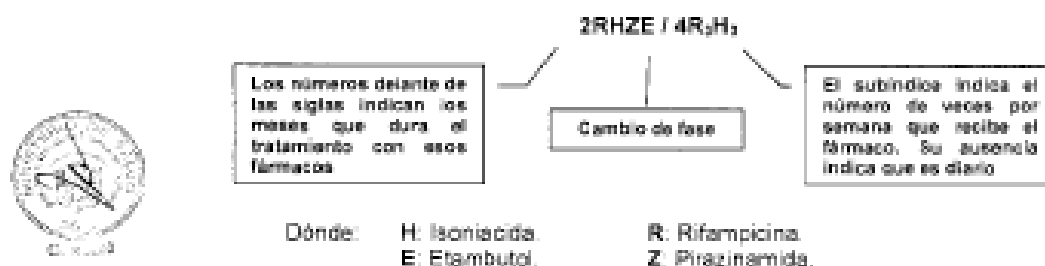 2RHZE / 4R₃H₃
Los números delante de
las siglas indican los
meses que dura el
tratamiento con esos
fármacos
Cambio de fase
El subíndice indica el
número de veces por
semana que recibe el
fármaco. Su ausencia
indica que es diario
Dónde: H: Isoniacida. R: Rifampicina.
E: Etambutol. Z: Pirazinamida.